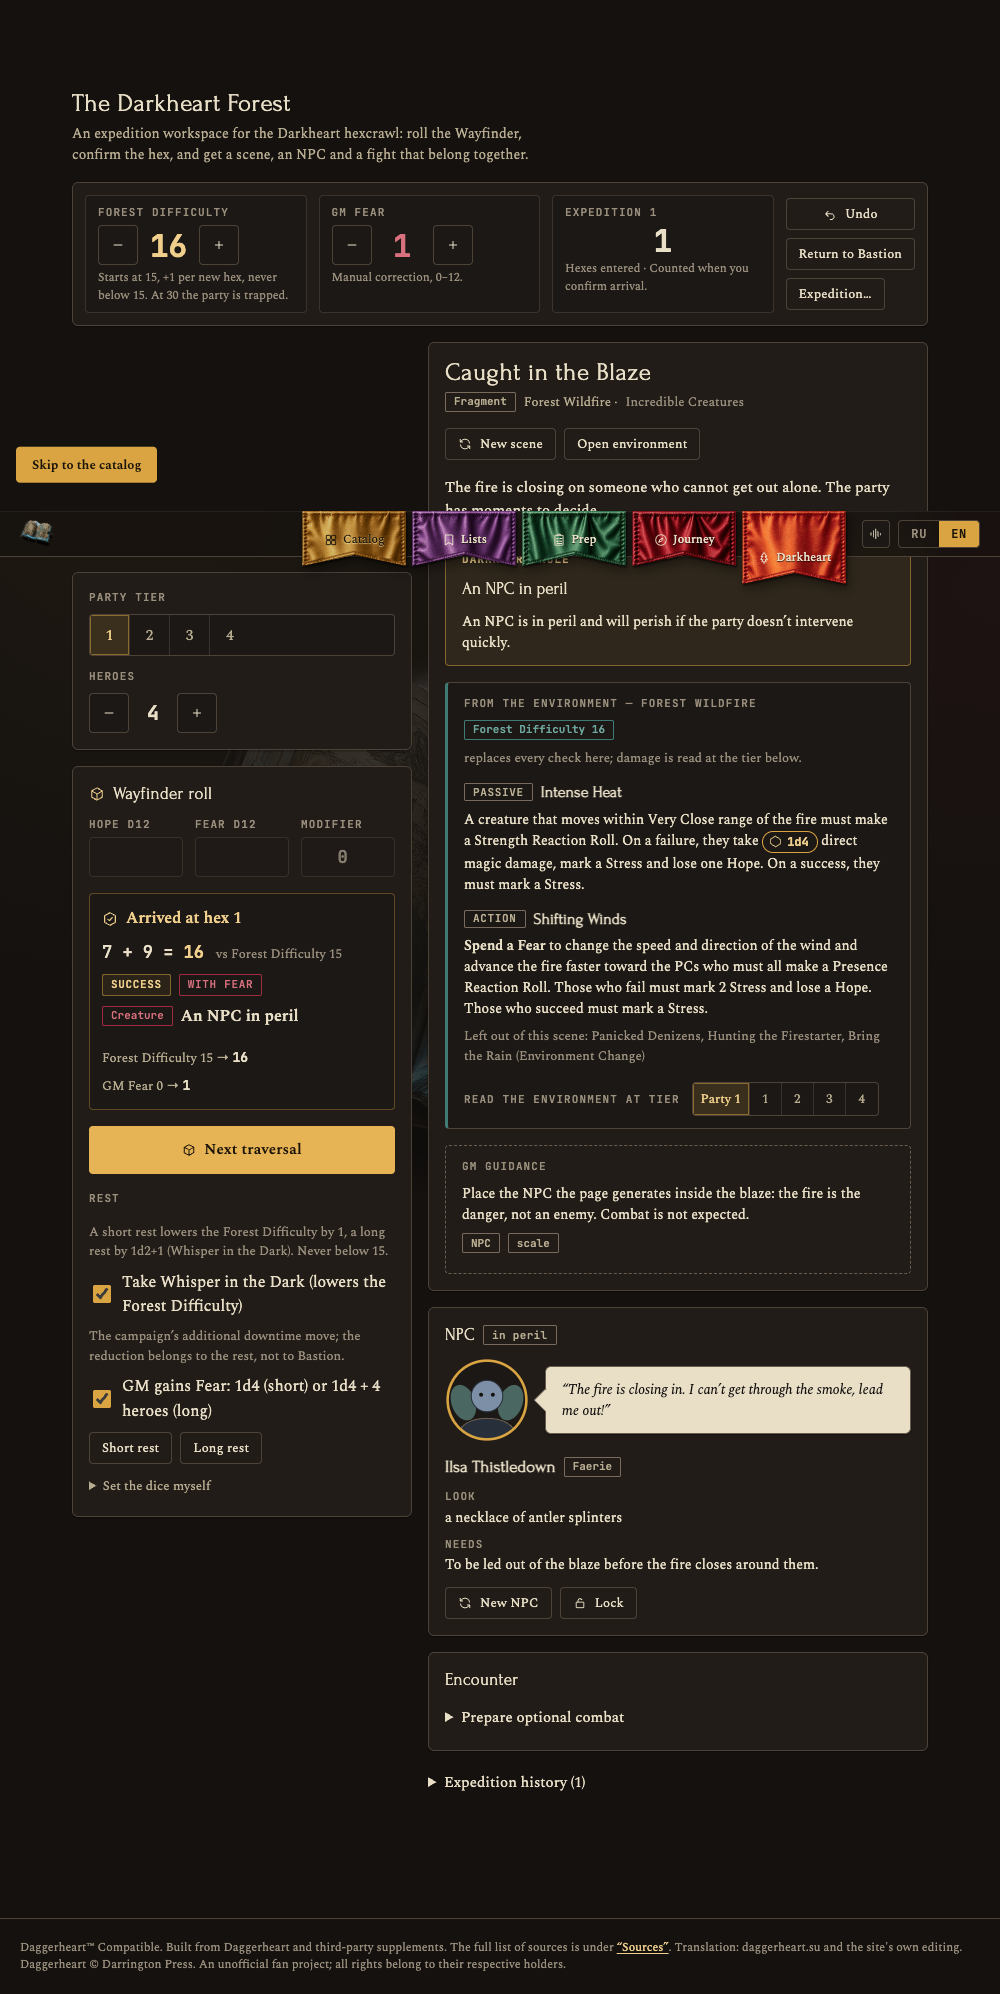 The Darkheart Forest
An expedition workspace for the Darkheart hexcrawl: roll the Wayfinder,
confirm the hex, and get a scene, an NPC and a fight that belong together.
FOREST DIFFICULTY
− 16 +
Starts at 15, +1 per new hex, never
below 15. At 30 the party is trapped.
GM FEAR
− 1 +
Manual correction, 0–12.
EXPEDITION 1
1
Hexes entered · Counted when you
confirm arrival.
Undo
Return to Bastion
Expedition…
Skip to the catalog
Catalog
Lists
Prep
Journey
Darkheart
RU EN
PARTY TIER
1 2 3 4
HEROES
− 4 +
Wayfinder roll
HOPE D12 FEAR D12 MODIFIER
0
Arrived at hex 1
7 + 9 = 16 vs Forest Difficulty 15
SUCCESS WITH FEAR
Creature An NPC in peril
Forest Difficulty 15 → 16
GM Fear 0 → 1
Next traversal
REST
A short rest lowers the Forest Difficulty by 1, a long
rest by 1d2+1 (Whisper in the Dark). Never below 15.
Take Whisper in the Dark (lowers the
Forest Difficulty)
The campaign’s additional downtime move; the
reduction belongs to the rest, not to Bastion.
GM gains Fear: 1d4 (short) or 1d4 + 4
heroes (long)
Short rest Long rest
Set the dice myself
Caught in the Blaze
Fragment Forest Wildfire · Incredible Creatures
New scene Open environment
The fire is closing on someone who cannot get out alone. The party
has moments to decide.
An NPC in peril
An NPC is in peril and will perish if the party doesn’t intervene
quickly.
FROM THE ENVIRONMENT — FOREST WILDFIRE
Forest Difficulty 16
replaces every check here; damage is read at the tier below.
PASSIVE Intense Heat
A creature that moves within Very Close range of the fire must make
a Strength Reaction Roll. On a failure, they take 1d4 direct
magic damage, mark a Stress and lose one Hope. On a success, they
must mark a Stress.
ACTION Shifting Winds
Spend a Fear to change the speed and direction of the wind and
advance the fire faster toward the PCs who must all make a Presence
Reaction Roll. Those who fail must mark 2 Stress and lose a Hope.
Those who succeed must mark a Stress.
Left out of this scene: Panicked Denizens, Hunting the Firestarter, Bring
the Rain (Environment Change)
READ THE ENVIRONMENT AT TIER Party 1 1 2 3 4
GM GUIDANCE
Place the NPC the page generates inside the blaze: the fire is the
danger, not an enemy. Combat is not expected.
NPC scale
NPC in peril
“The fire is closing in. I can’t get through the smoke, lead
me out!”
Ilsa Thistledown Faerie
LOOK
a necklace of antler splinters
NEEDS
To be led out of the blaze before the fire closes around them.
New NPC Lock
Encounter
Prepare optional combat
Expedition history (1)
Daggerheart™ Compatible. Built from Daggerheart and third-party supplements. The full list of sources is under “Sources”. Translation: daggerheart.su and the site's own editing.
Daggerheart © Darrington Press. An unofficial fan project; all rights belong to their respective holders.